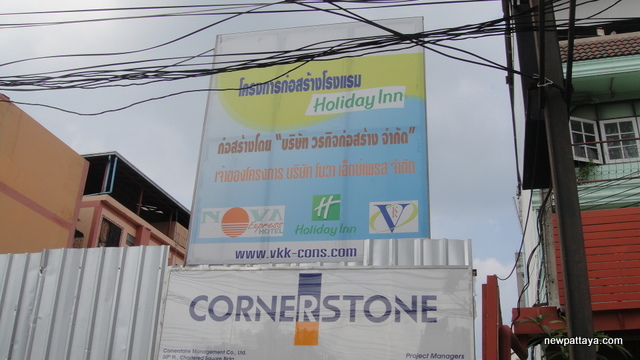 โครงการก่อสร้างโรงแรม
Holiday Inn
ก่อสร้างโดย "บริษัท วรกิจก่อสร้าง จำกัด"
เจ้าของโครงการ บริษัท โนวา เอ็กซ์เพรส จำกัด
NOVA
Express
HOTEL
H
Holiday Inn
www.vkk-cons.com
CORNERSTONE
Cornerstone Management Co., Ltd.
Chartered Square
Project Managers
newpattaya.com